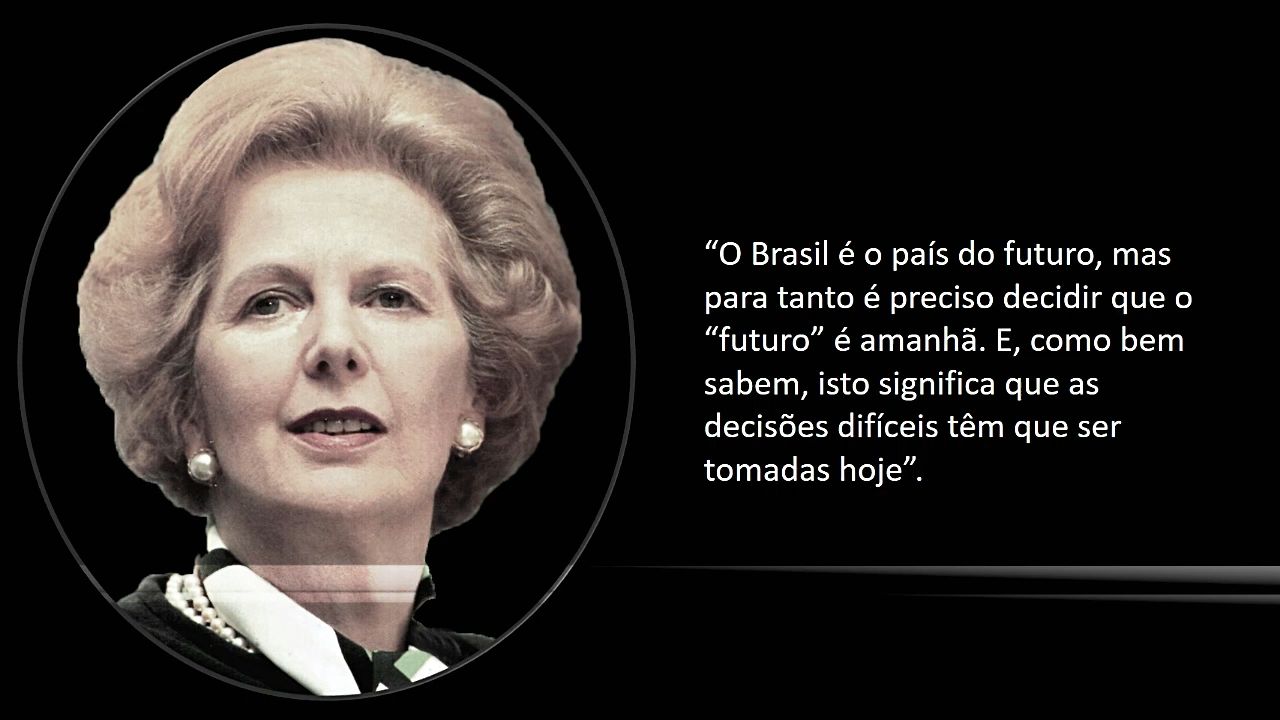 “O Brasil é o país do futuro, mas
para tanto é preciso decidir que o
“futuro” é amanhã. E, como bem
sabem, isto significa que as
decisões difíceis têm que ser
tomadas hoje”.